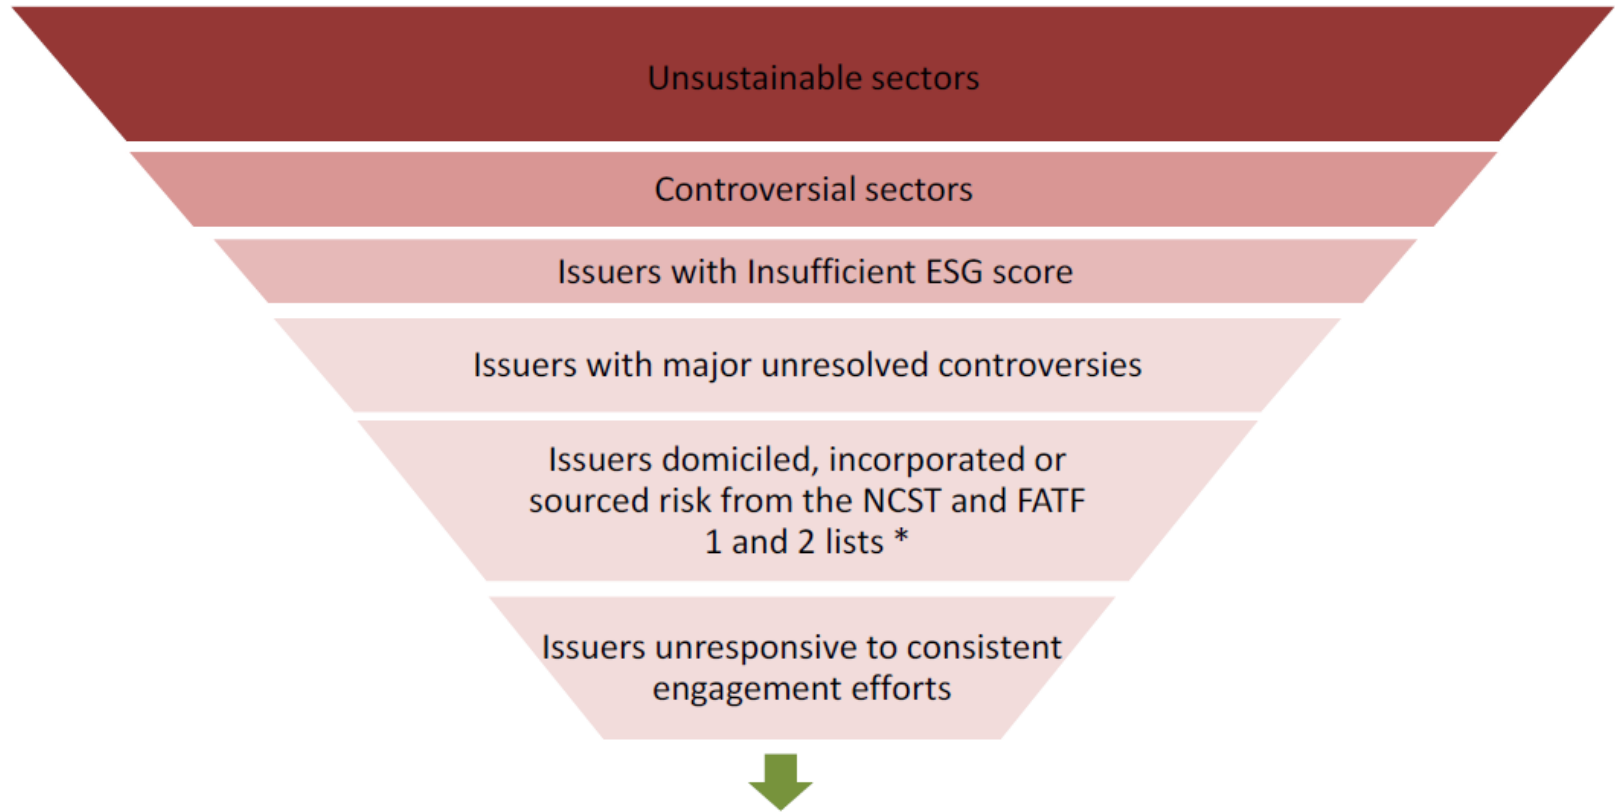 Unsustainable sectors
Controversial sectors
Issuers with Insufficient ESG score
Issuers with major unresolved controversies
Issuers domiciled, incorporated or
sourced risk from the NCST and FATF
1 and 2 lists *
Issuers unresponsive to consistent
engagement efforts